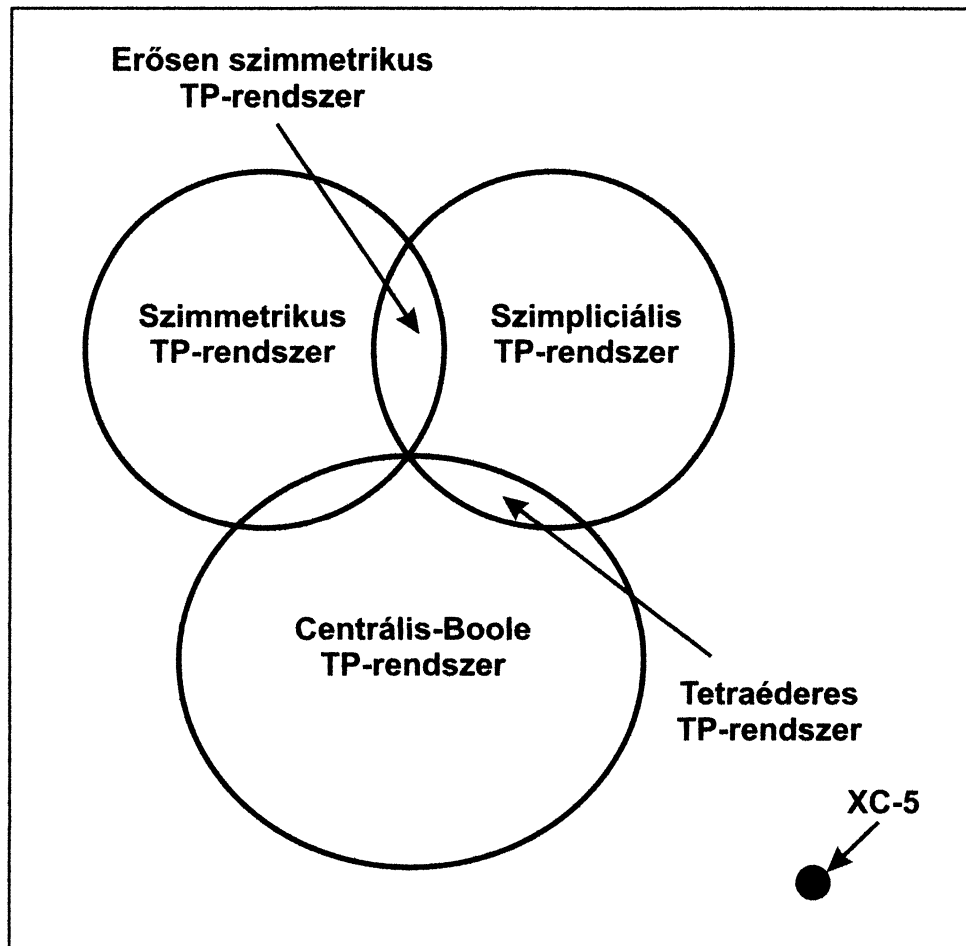 Erősen szimmetrikus
TP-rendszer
Szimmetrikus
TP-rendszer
Szimpliciális
TP-rendszer
Centrális-Boole
TP-rendszer
Tetraéderes
TP-rendszer
XC-5